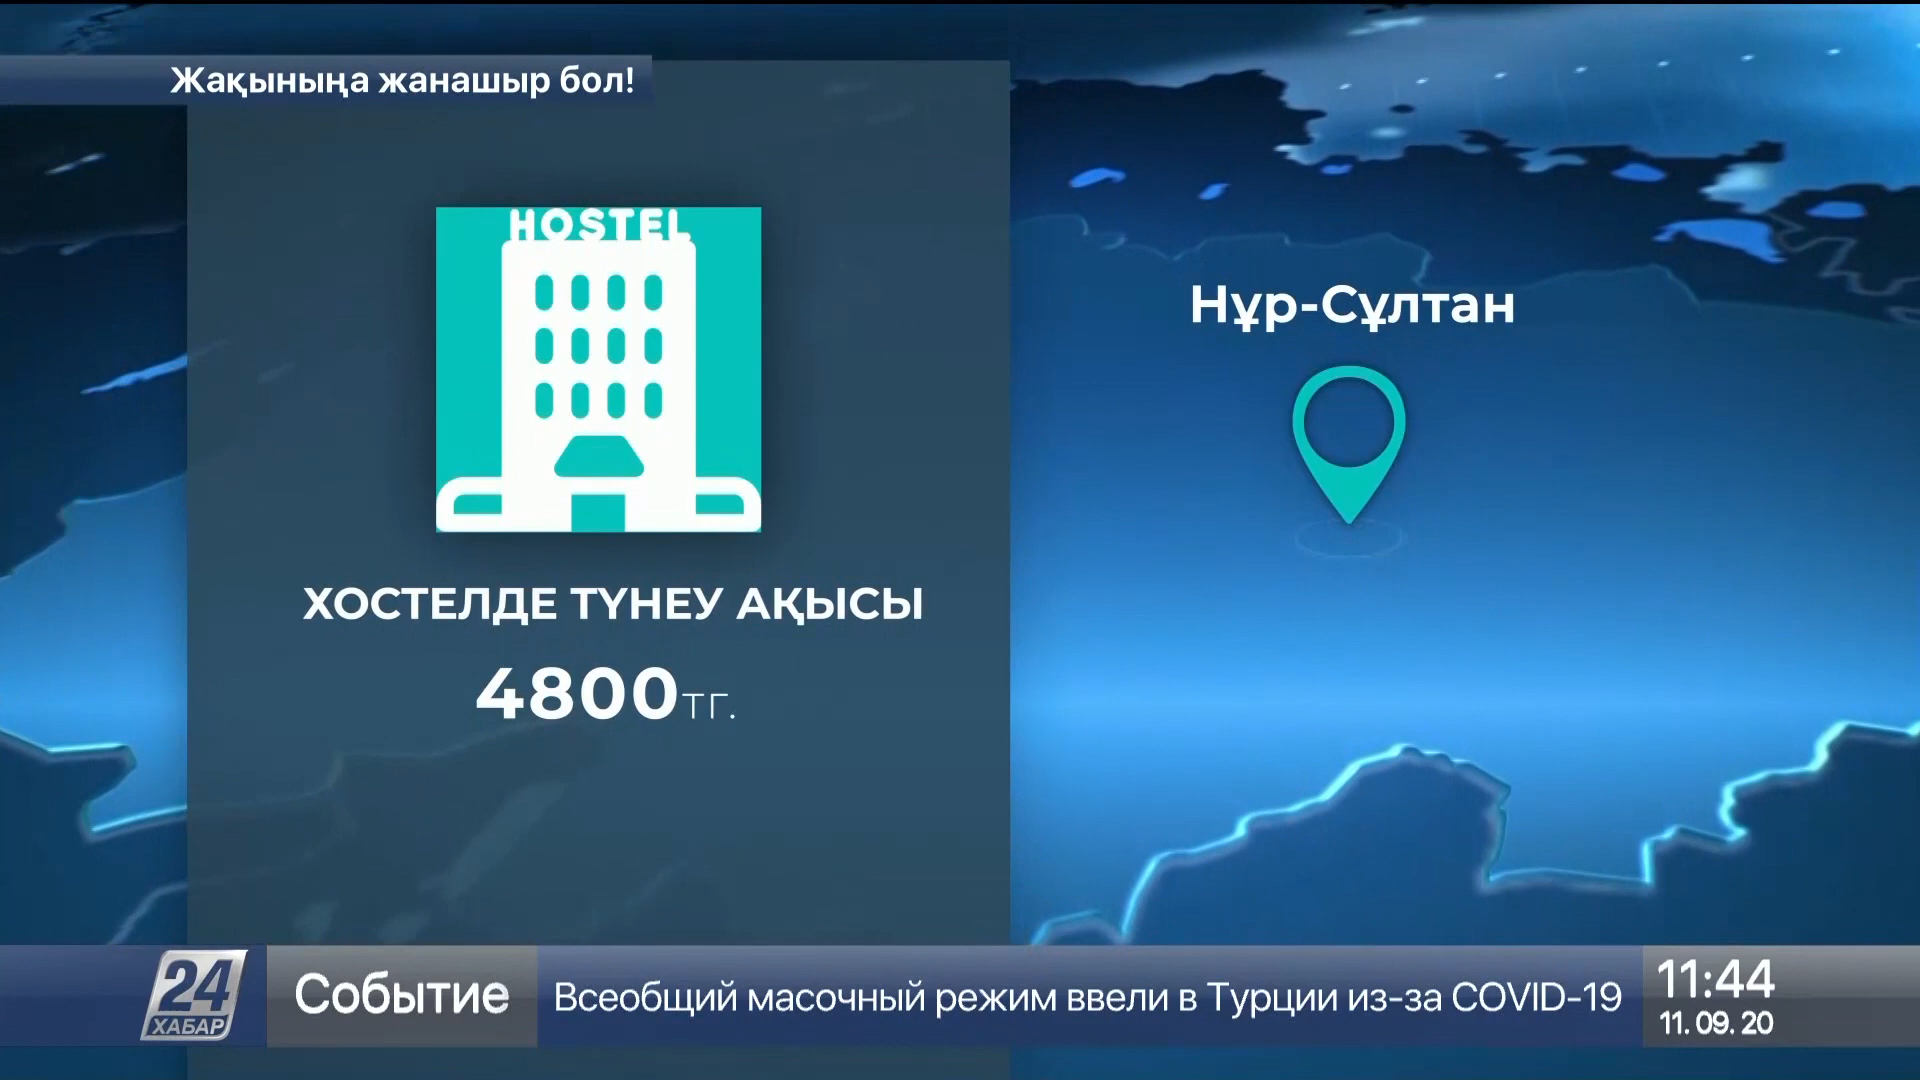 Жақыныңа жанашыр бол!
HOSTEL
ХОСТЕЛДЕ ТҮНЕУ АҚЫСЫ
4800тг.
Нұр-Сұлтан
24
ХАБАР
Событие
Всеобщий масочный режим ввели в Турции из-за COVID-19
11:44
11. 09. 20